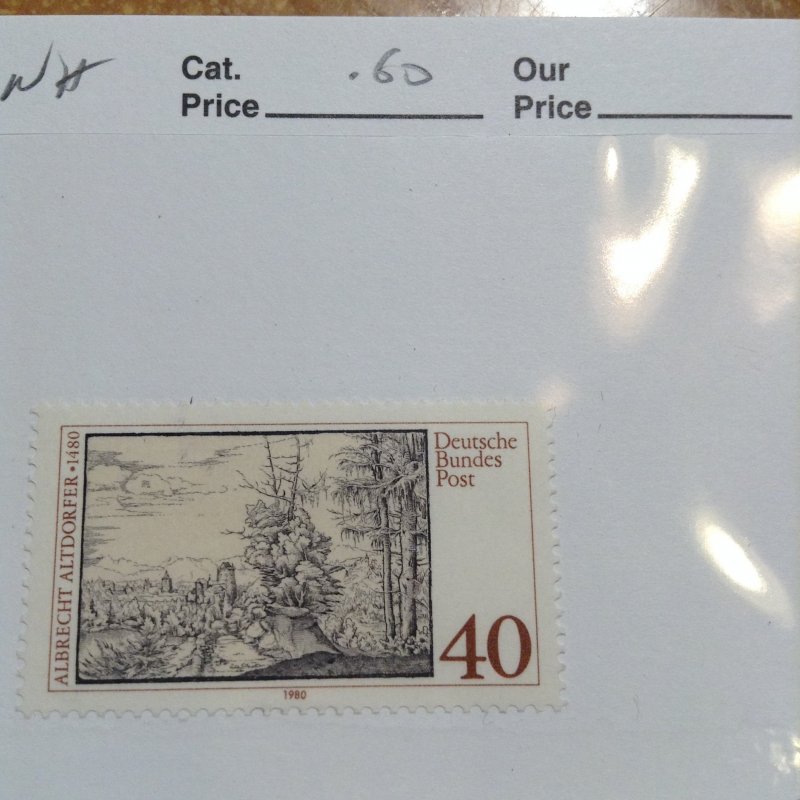 NH
Cat. Price .60
Our Price
ALBRECHT ALTDORFER • 1480
Deutsche
Bundes
Post
40
1980